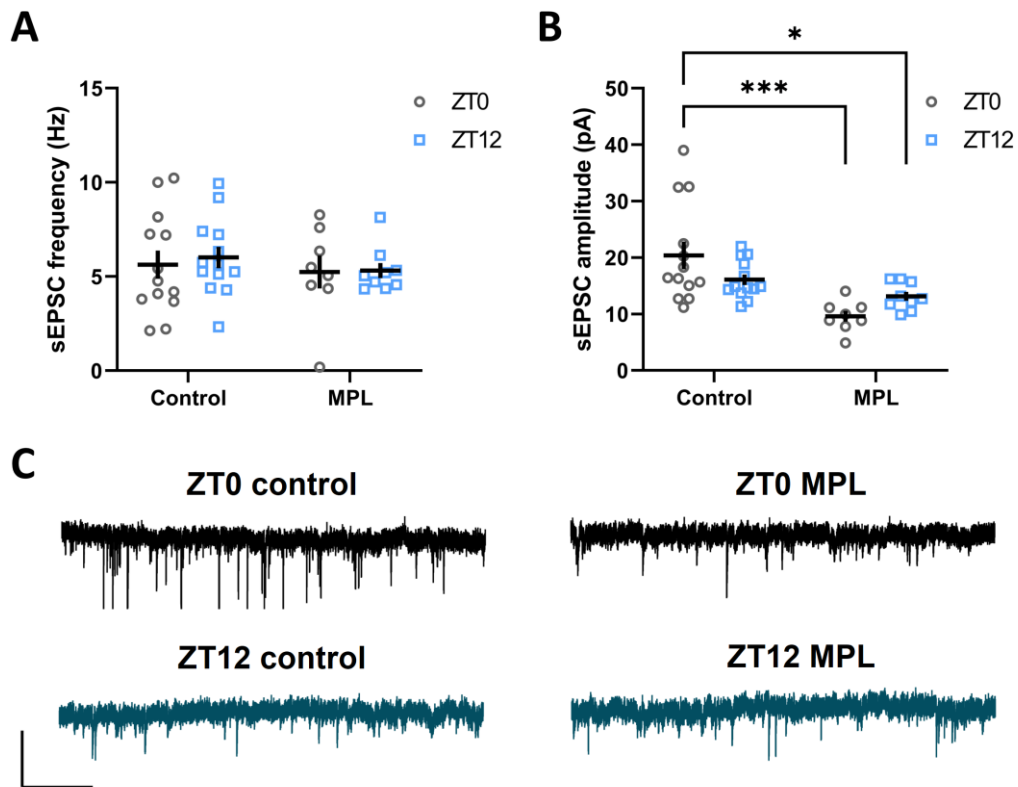 A
sEPSC frequency (Hz)
15
10
5
0
Control
MPL
ZT0
ZT12
B
sEPSC amplitude (pA)
50
40
30
20
10
0
*
***
Control
MPL
ZT0
ZT12
C
ZT0 control
ZT0 MPL
ZT12 control
ZT12 MPL